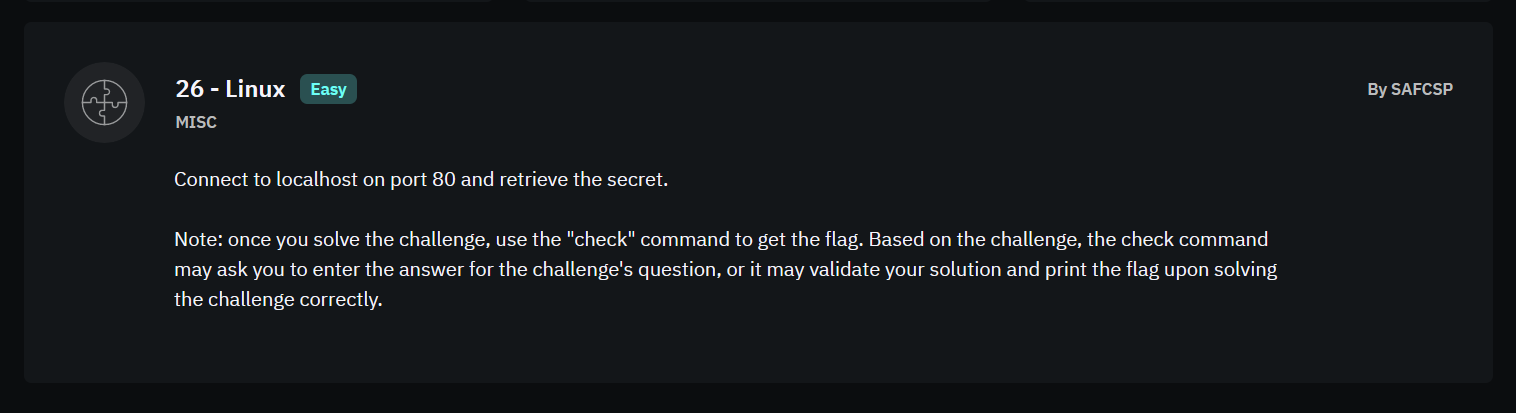 26 - Linux Easy By SAFCSP
MISC
Connect to localhost on port 80 and retrieve the secret.
Note: once you solve the challenge, use the "check" command to get the flag. Based on the challenge, the check command
may ask you to enter the answer for the challenge's question, or it may validate your solution and print the flag upon solving
the challenge correctly.